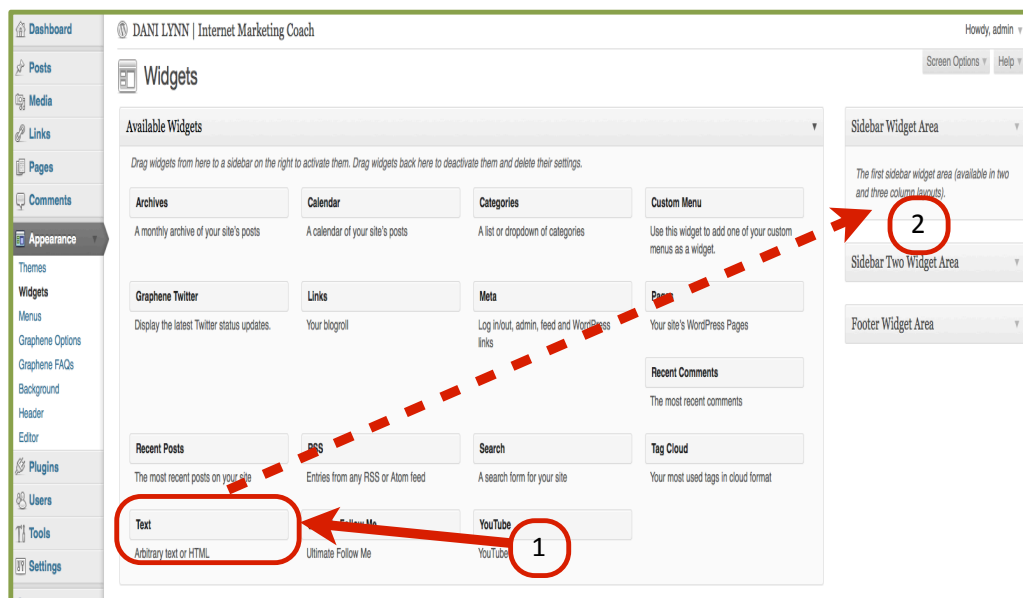 Dashboard
DANI LYNN | Internet Marketing Coach
Howdy, admin
Screen Options
Help
Posts
Media
Links
Pages
Comments
Appearance
Themes
Widgets
Menus
Graphene Options
Graphene FAQs
Background
Header
Editor
Plugins
Users
Tools
Settings
Widgets
Available Widgets
Drag widgets from here to a sidebar on the right to activate them. Drag widgets back here to deactivate them and delete their settings.
Archives
A monthly archive of your site's posts
Calendar
A calendar of your site's posts
Categories
A list or dropdown of categories
Custom Menu
Use this widget to add one of your custom
menus as a widget.
Graphene Twitter
Display the latest Twitter status updates.
Links
Your blogroll
Meta
Log in/out, admin, feed and WordPress
links
Pages
Your site's WordPress Pages
Recent Comments
The most recent comments
Recent Posts
The most recent posts on your site
RSS
Entries from any RSS or Atom feed
Search
A search form for your site
Tag Cloud
Your most used tags in cloud format
Text
Arbitrary text or HTML
Follow Me
Ultimate Follow Me
YouTube
YouTube
1
Sidebar Widget Area
The first sidebar widget area (available in two
and three column layouts).
2
Sidebar Two Widget Area
Footer Widget Area